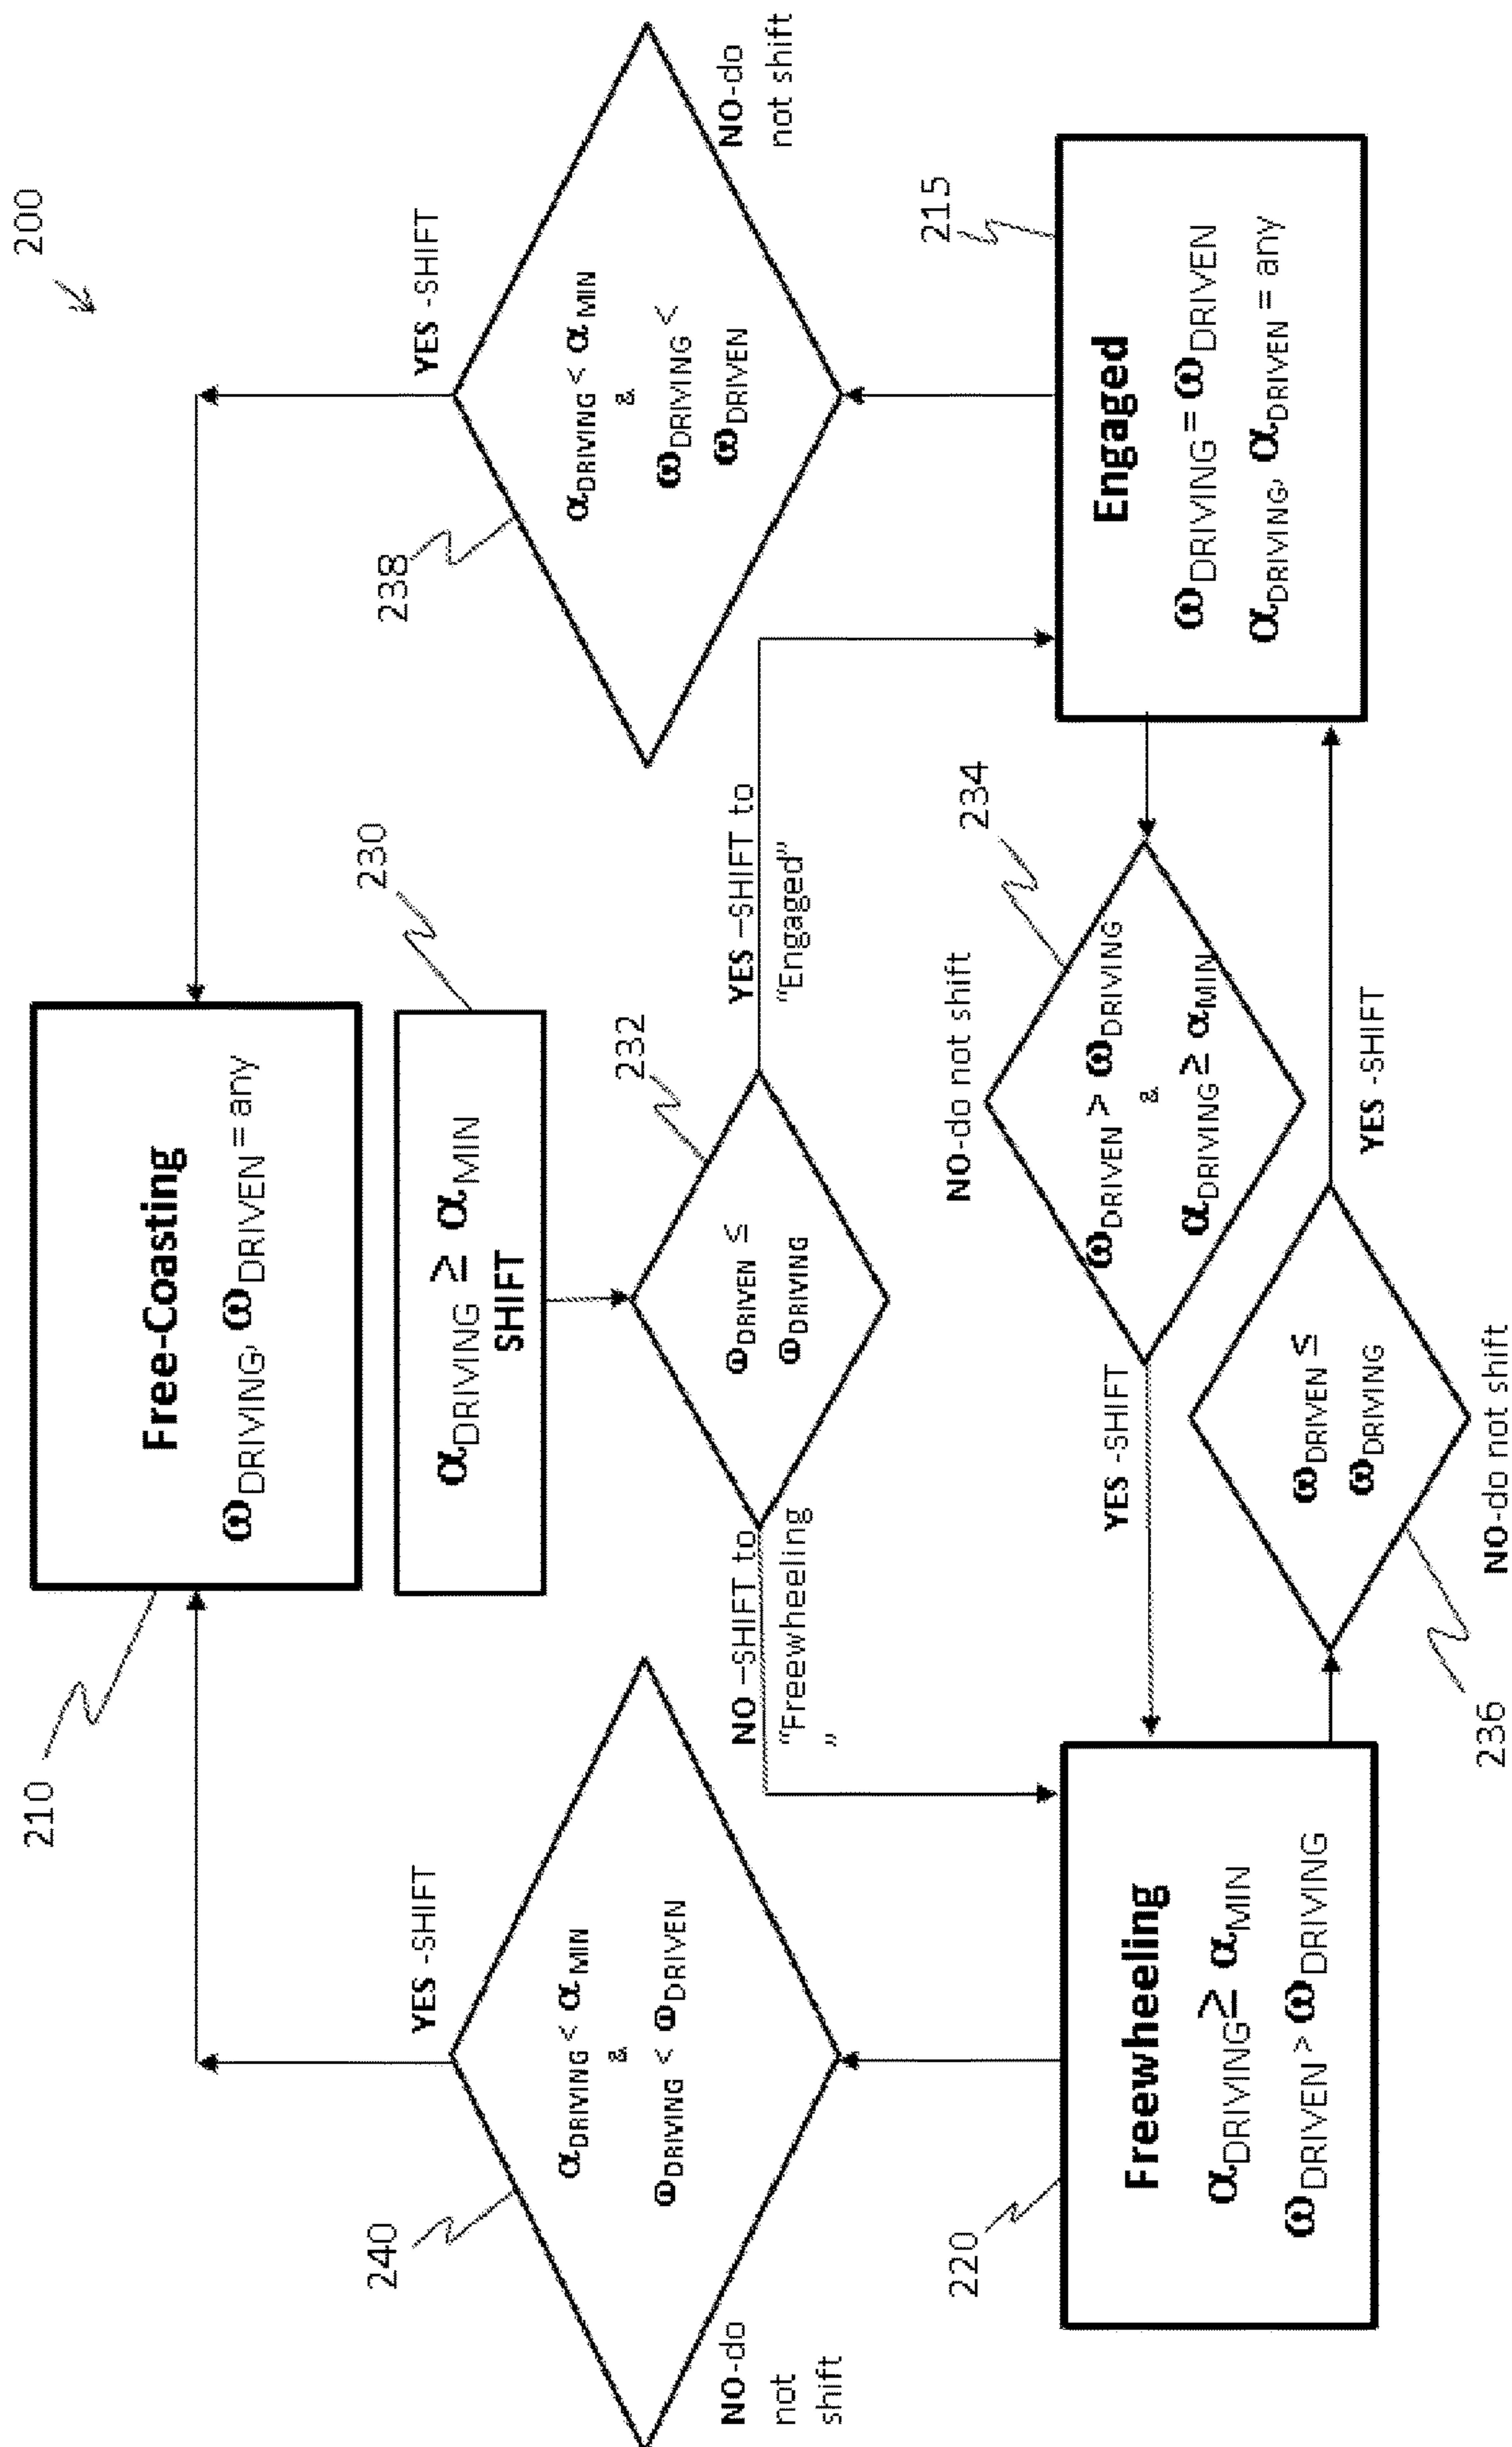 200
210
Free-Coasting
ωDRIVING, ωDRIVEN = any
230
αDRIVING ≥ αMIN
SHIFT
YES -SHIFT
240
αDRIVING < αMIN
&
ωDRIVING < ωDRIVEN
NO-do
not
shift
232
ωDRIVEN ≤
ωDRIVING
NO –SHIFT to
"Freewheeling
"
YES –SHIFT to
"Engaged"
YES -SHIFT
238
αDRIVING < αMIN
&
ωDRIVING <
ωDRIVEN
NO-do
not shift
220
Freewheeling
αDRIVING ≥ αMIN
ωDRIVEN > ωDRIVING
NO-do not shift
234
ωDRIVEN > ωDRIVING
&
αDRIVING ≥ αMIN
YES -SHIFT
215
Engaged
ωDRIVING = ωDRIVEN
αDRIVING, αDRIVEN = any
236
ωDRIVEN ≤
ωDRIVING
YES -SHIFT
NO-do not shift